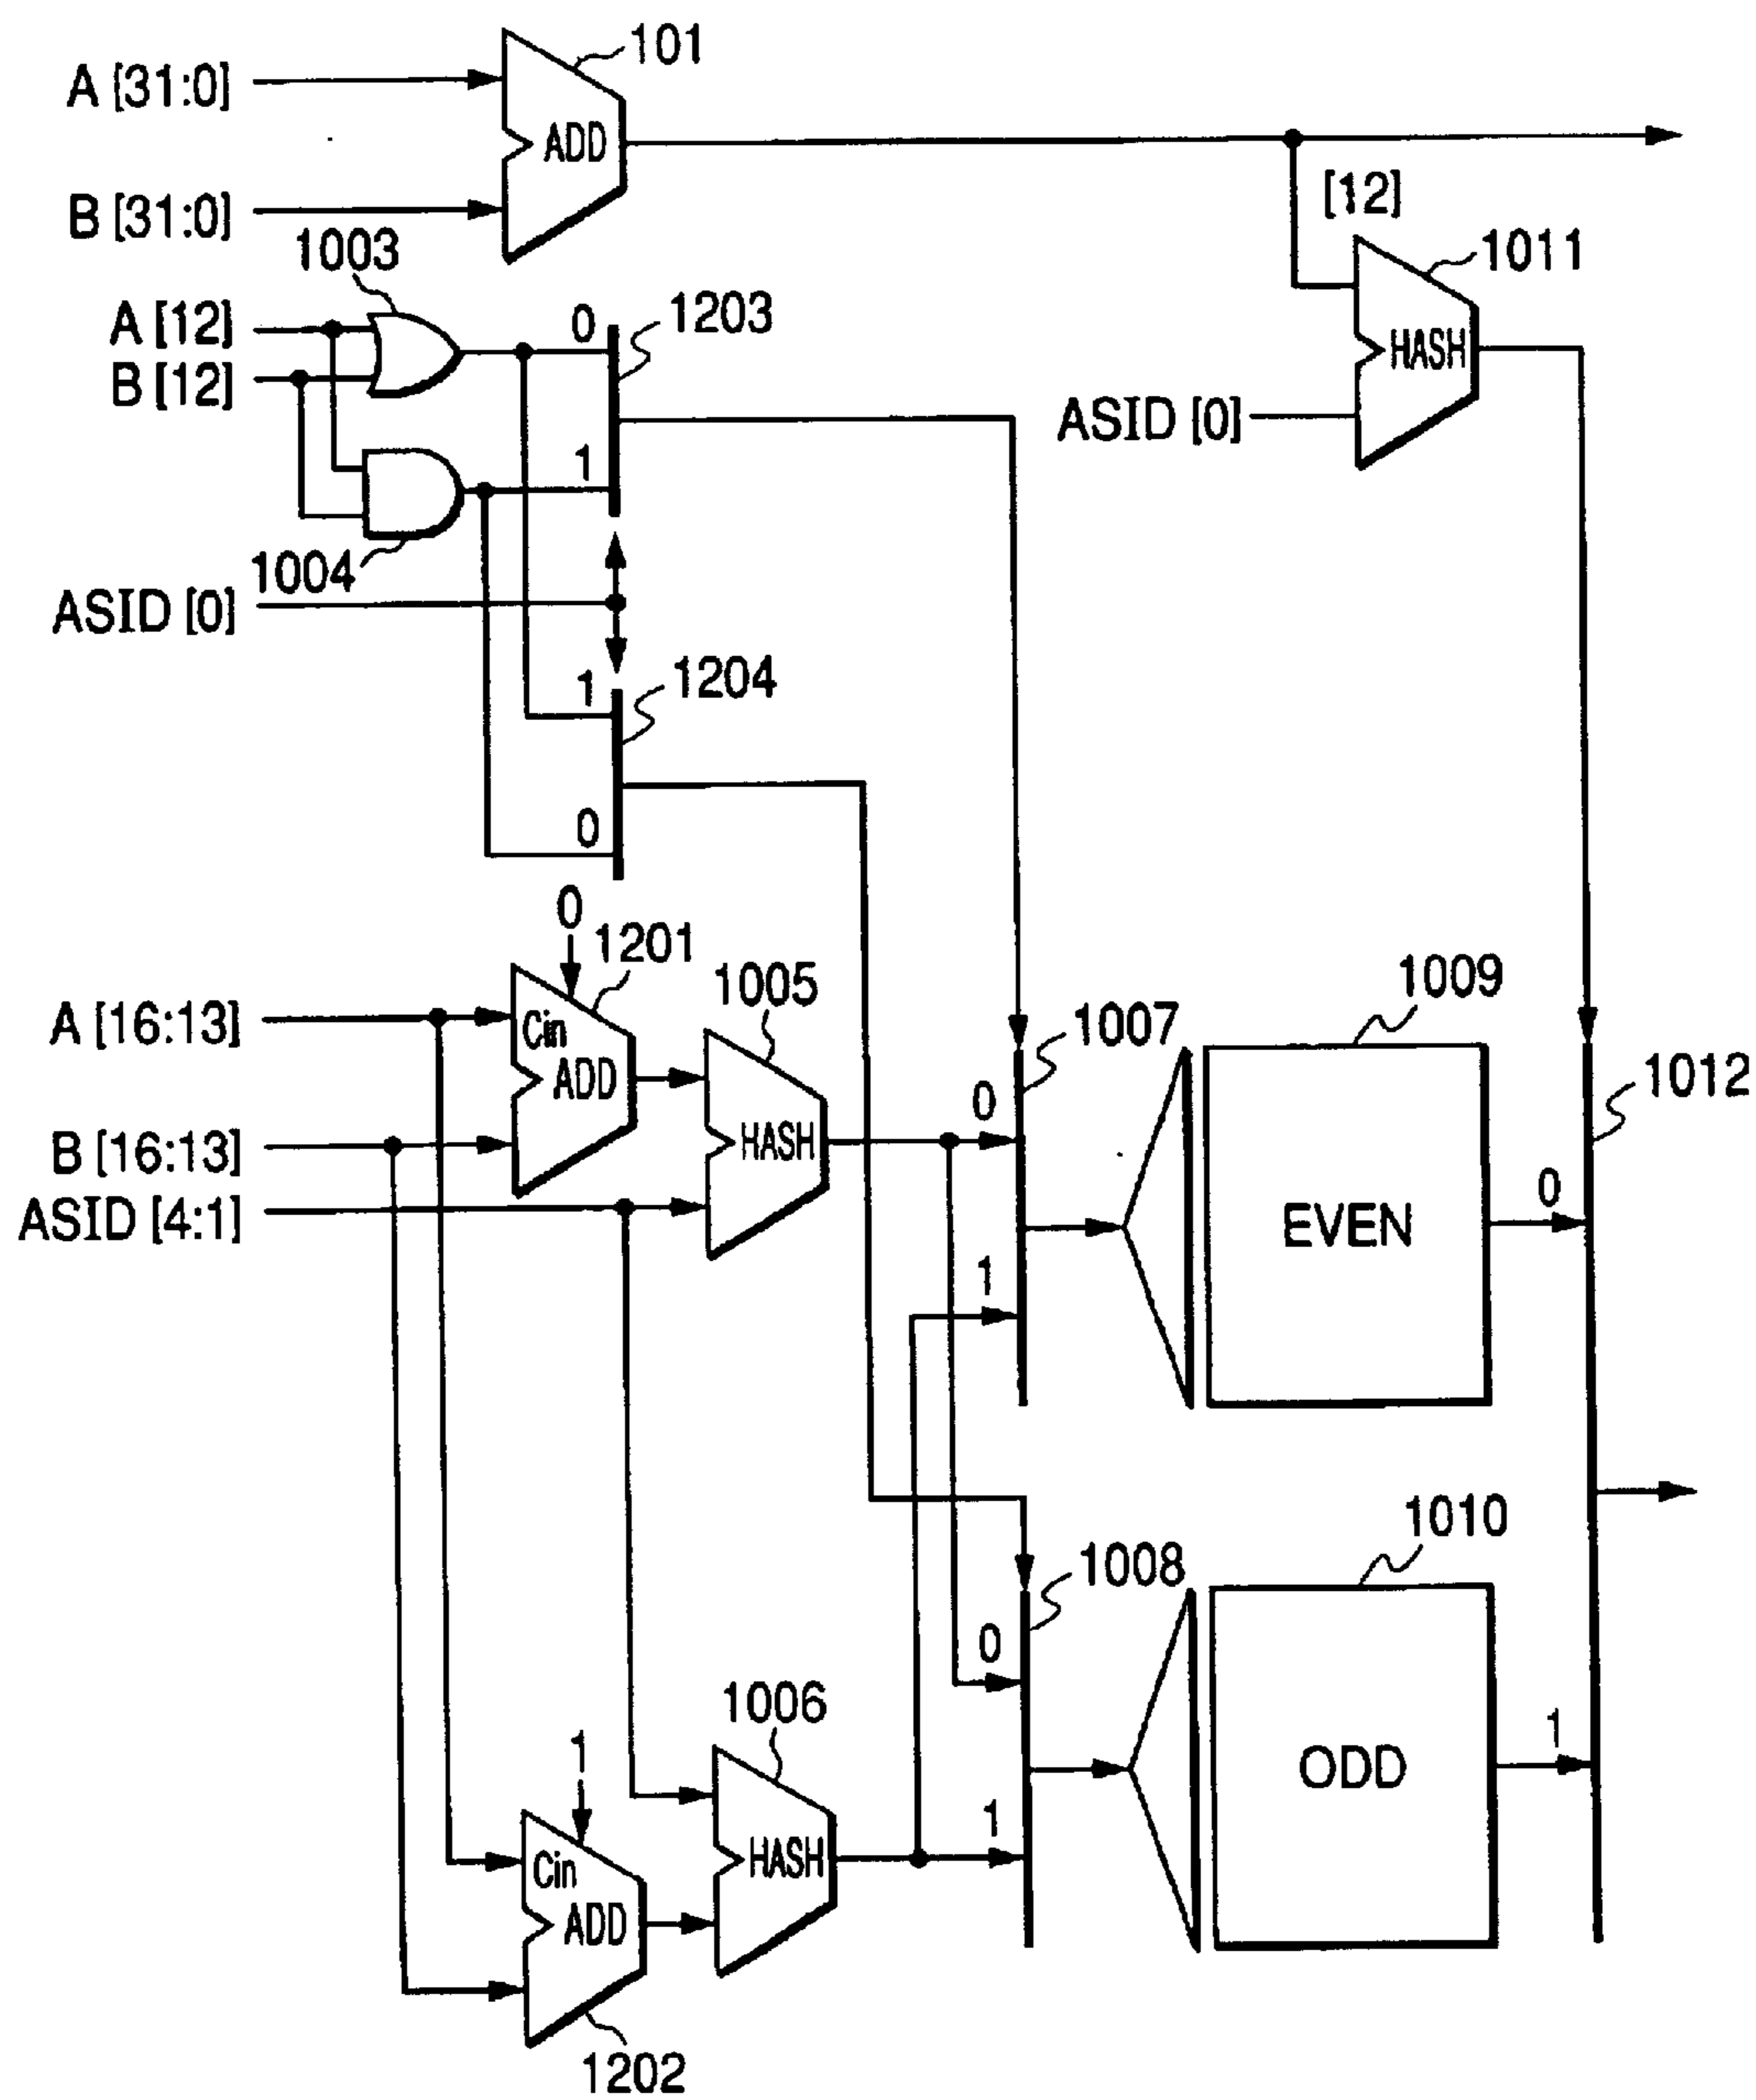 101
A [31:0]
ADD
B [31:0]
[12]
1003
1011
A [12]
0
1203
B [12]
HASH
ASID [0]
1
1004
ASID [0]
1
1204
0
0
1201
1005
1009
A [16:13]
Cin
1007
ADD
0
1012
B [16:13]
HASH
0
ASID [4:1]
EVEN
1
1010
1008
0
1006
1
1
ODD
1
HASH
Cin
ADD
1202